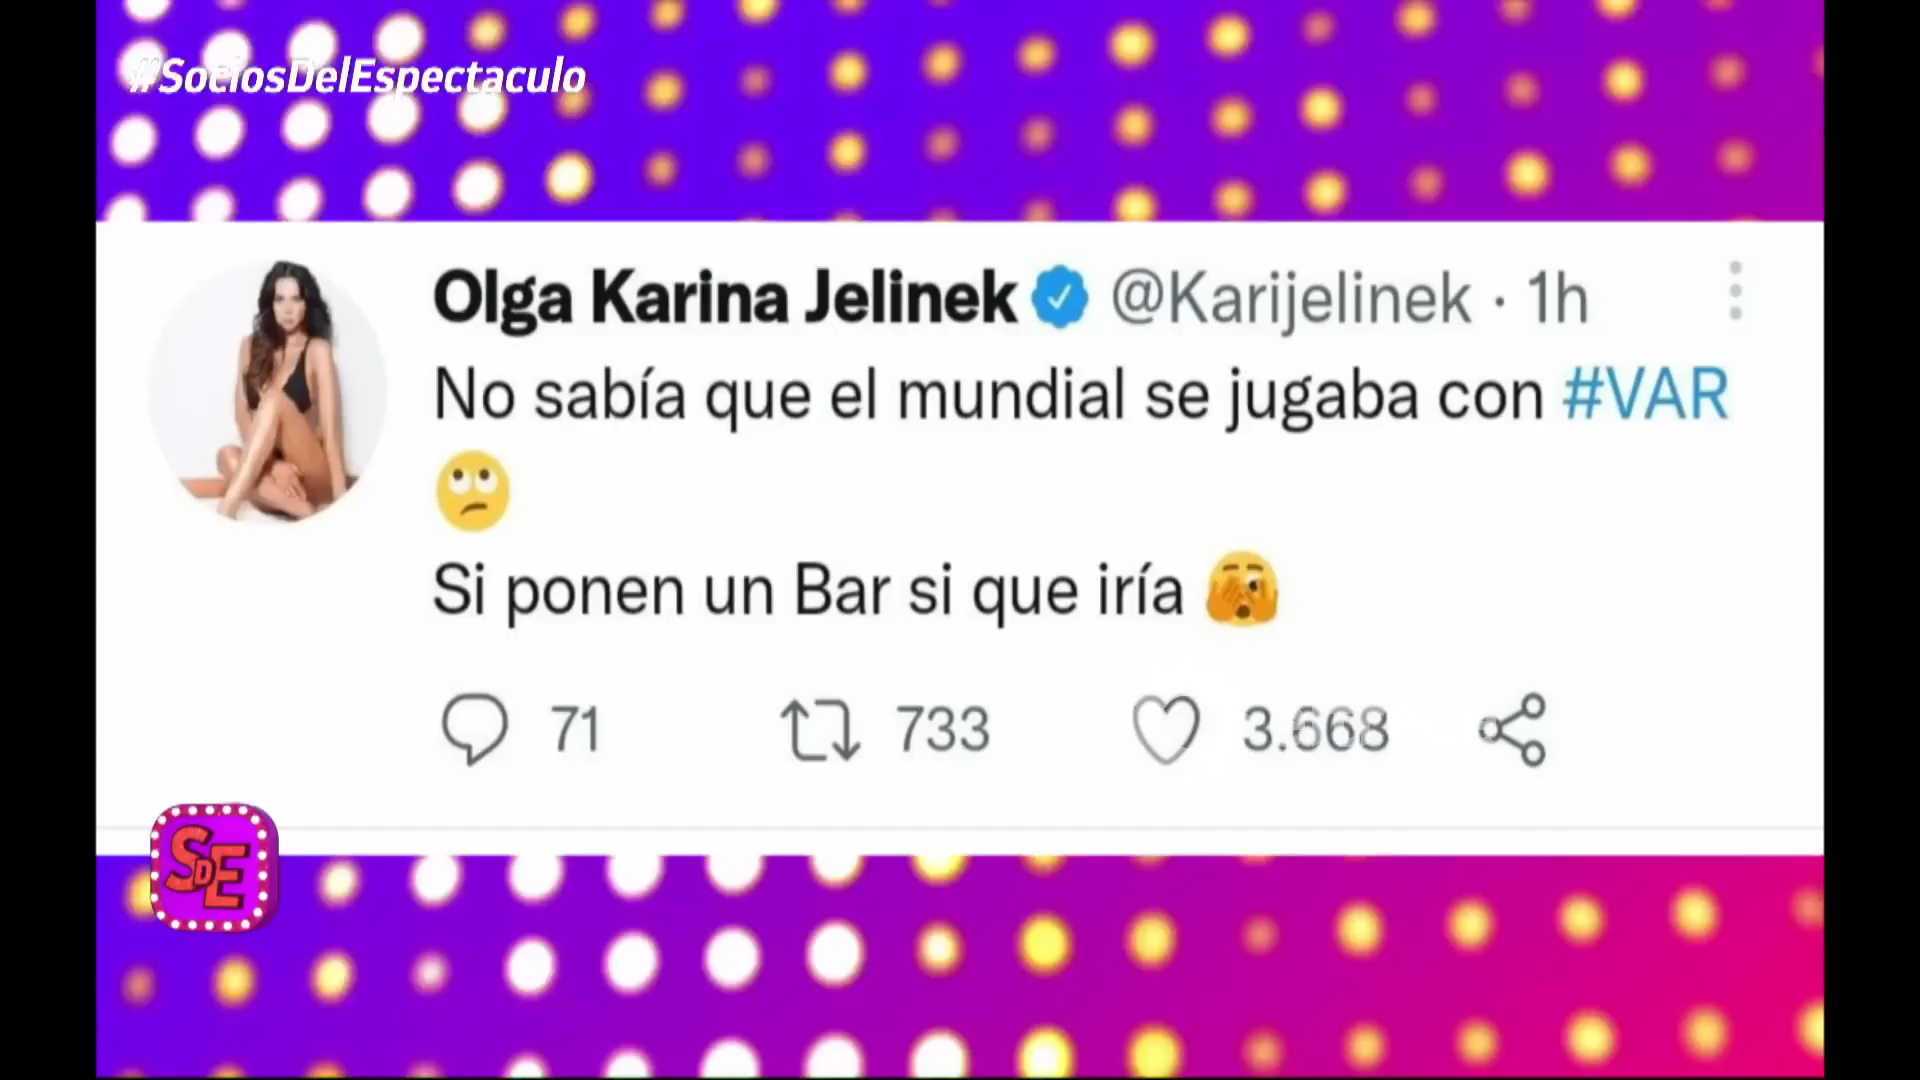 #SociosDelEspectaculo
Olga Karina Jelinek @Karijelinek · 1h
No sabía que el mundial se jugaba con #VAR
🙄
Si ponen un Bar si que iría 🫣
71 733 3.668
SDE